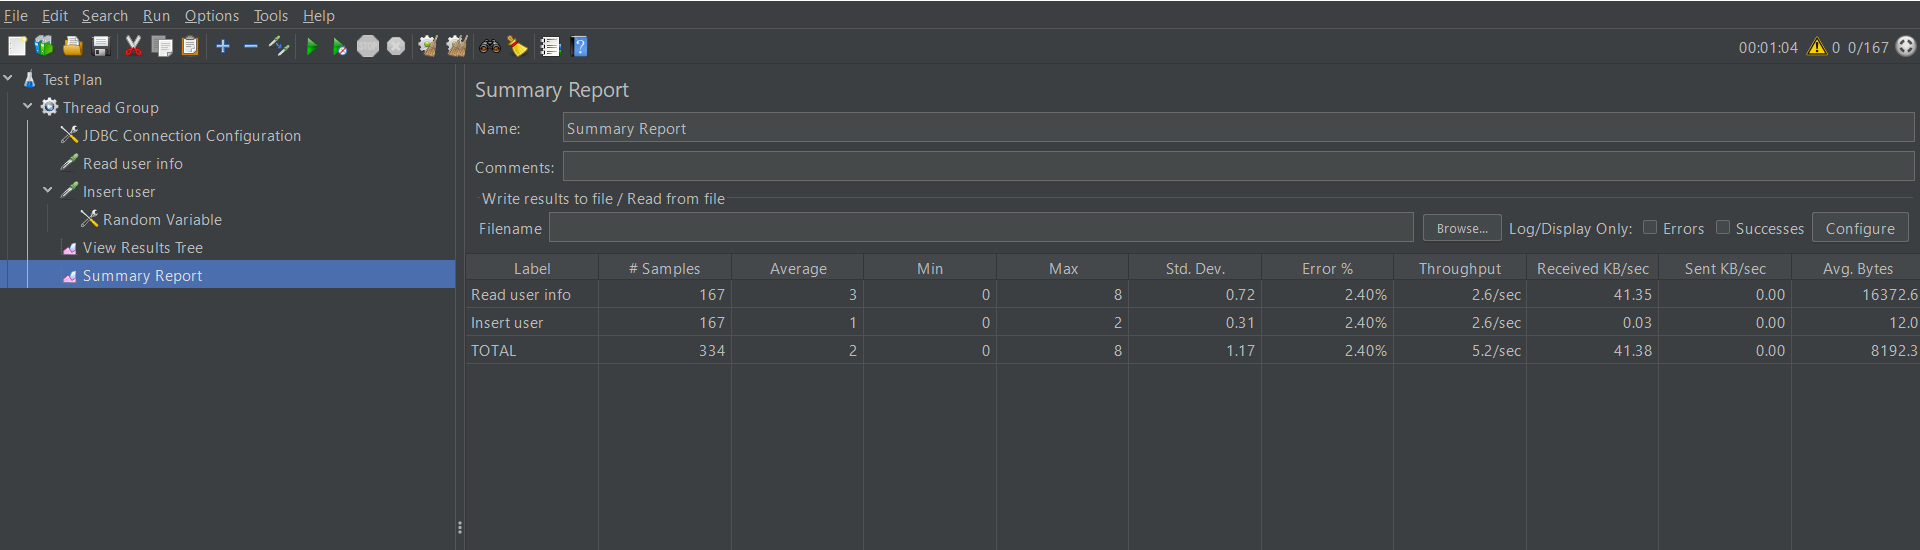 File Edit Search Run Options Tools Help
00:01:04 0 0/167
Test Plan
Thread Group
JDBC Connection Configuration
Read user info
Insert user
Random Variable
View Results Tree
Summary Report
Summary Report
Name: Summary Report
Comments:
Write results to file / Read from file
Filename Browse... Log/Display Only: Errors Successes Configure
Label # Samples Average Min Max Std. Dev. Error % Throughput Received KB/sec Sent KB/sec Avg. Bytes
Read user info 167 3 0 8 0.72 2.40% 2.6/sec 41.35 0.00 16372.6
Insert user 167 1 0 2 0.31 2.40% 2.6/sec 0.03 0.00 12.0
TOTAL 334 2 0 8 1.17 2.40% 5.2/sec 41.38 0.00 8192.3